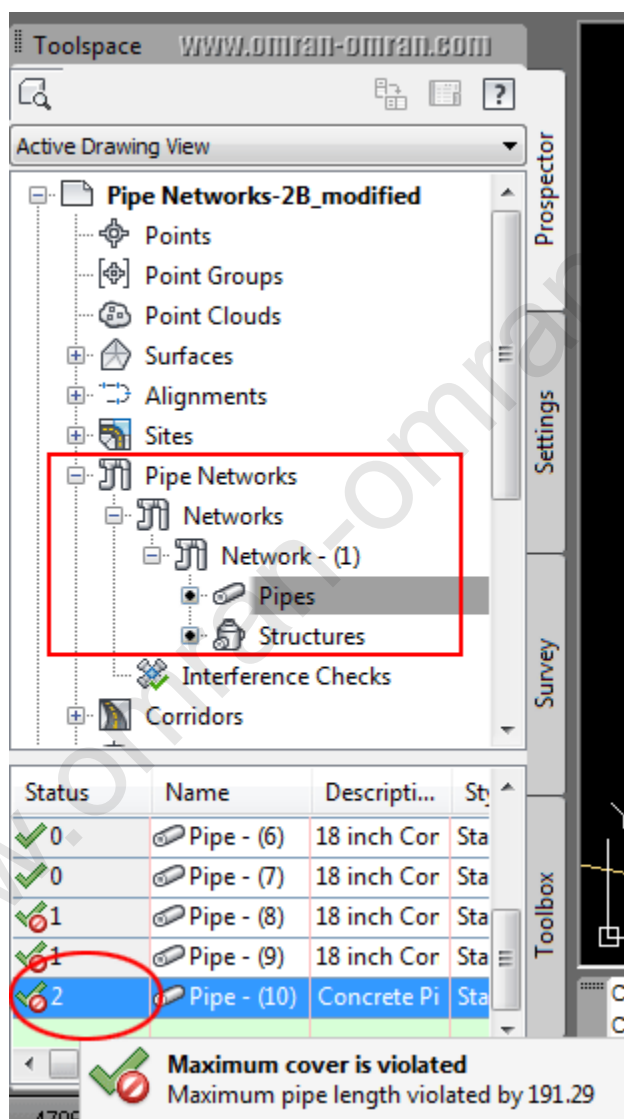 Toolspace www.omran-omran.com
Active Drawing View
Pipe Networks-2B_modified
Points
Point Groups
Point Clouds
Surfaces
Alignments
Sites
Pipe Networks
Networks
Network - (1)
Pipes
Structures
Interference Checks
Corridors
Prospector
Settings
Survey
Toolbox
Status Name Descripti... Sty
0 Pipe - (6) 18 inch Cor Sta
0 Pipe - (7) 18 inch Cor Sta
1 Pipe - (8) 18 inch Cor Sta
1 Pipe - (9) 18 inch Cor Sta
2 Pipe - (10) Concrete Pi Sta
Maximum cover is violated
Maximum pipe length violated by 191.29